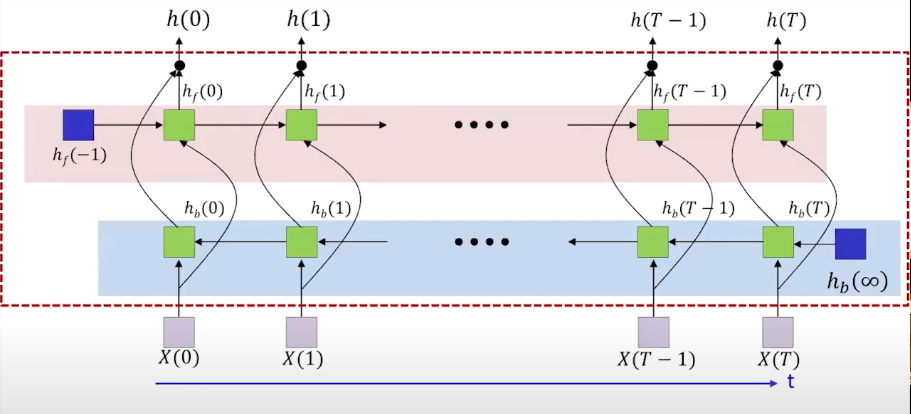 h(0) h(1) h(T − 1) h(T)
h_f(0) h_f(1) h_f(T − 1) h_f(T)
h_f(−1)
h_b(0) h_b(1) h_b(T − 1) h_b(T)
h_b(∞)
X(0) X(1) X(T − 1) X(T)
t